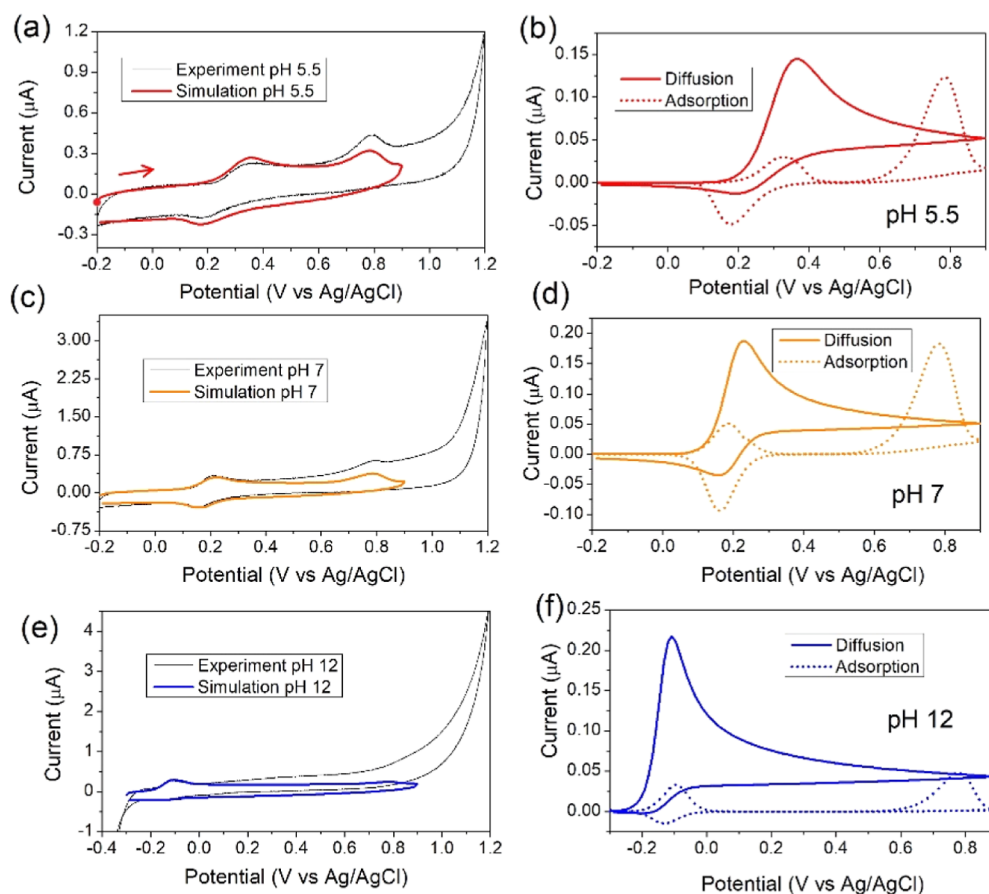 (a)
1.2
0.9
0.6
0.3
0.0
-0.3
Current (μA)
Experiment pH 5.5
Simulation pH 5.5
-0.2 0.0 0.2 0.4 0.6 0.8 1.0 1.2
Potential (V vs Ag/AgCl)
(b)
0.15
0.10
0.05
0.00
-0.05
Current (μA)
Diffusion
Adsorption
pH 5.5
-0.2 0.0 0.2 0.4 0.6 0.8
Potential (V vs Ag/AgCl)
(c)
3.00
2.25
1.50
0.75
0.00
-0.75
Current (μA)
Experiment pH 7
Simulation pH 7
-0.2 0.0 0.2 0.4 0.6 0.8 1.0 1.2
Potential (V vs Ag/AgCl)
(d)
0.20
0.15
0.10
0.05
0.00
-0.05
-0.10
Current (μA)
Diffusion
Adsorption
pH 7
-0.2 0.0 0.2 0.4 0.6 0.8
Potential (V vs Ag/AgCl)
(e)
4
3
2
1
0
-1
Current (μA)
Experiment pH 12
Simulation pH 12
-0.4 -0.2 0.0 0.2 0.4 0.6 0.8 1.0 1.2
Potential (V vs Ag/AgCl)
(f)
0.25
0.20
0.15
0.10
0.05
0.00
Current (μA)
Diffusion
Adsorption
pH 12
-0.2 0.0 0.2 0.4 0.6 0.8
Potential (V vs Ag/AgCl)